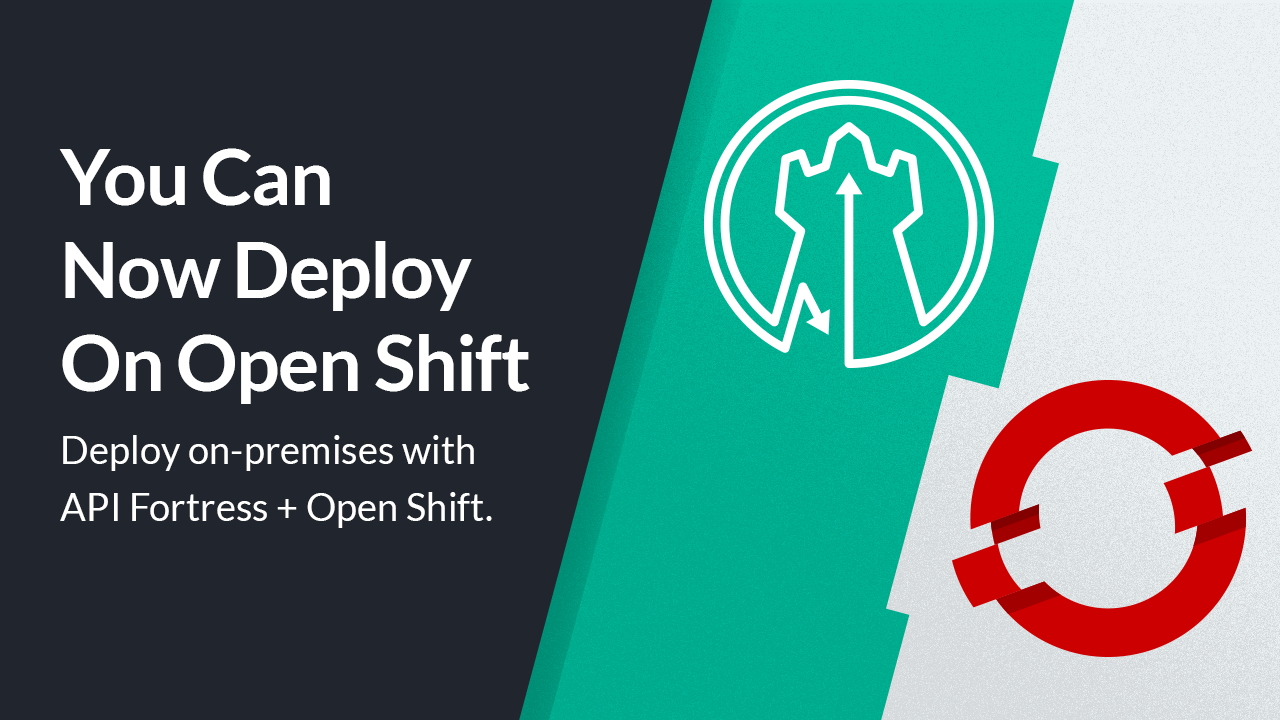 You Can
Now Deploy
On Open Shift
Deploy on-premises with
API Fortress + Open Shift.